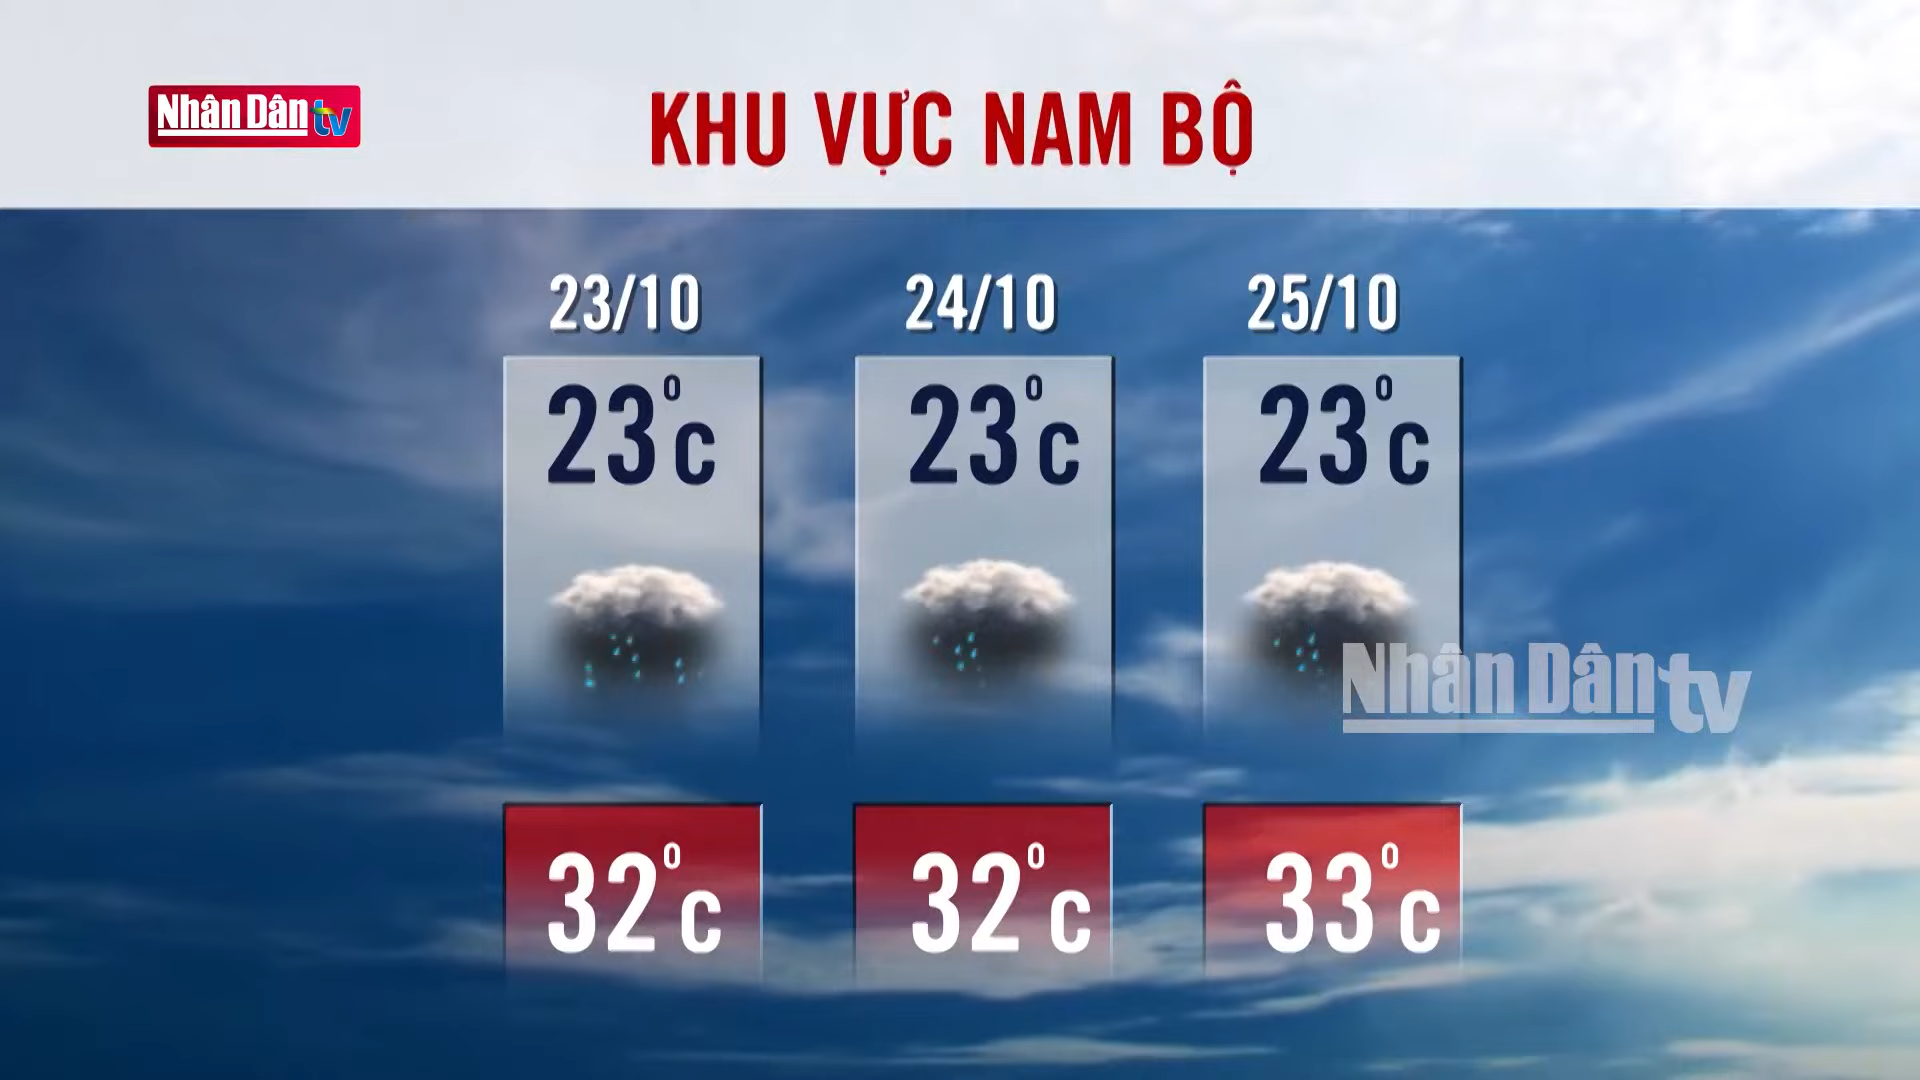 Nhân Dân tv
KHU VỰC NAM BỘ
23/10 24/10 25/10
23°C 23°C 23°C
Nhân Dân tv
32°C 32°C 33°C